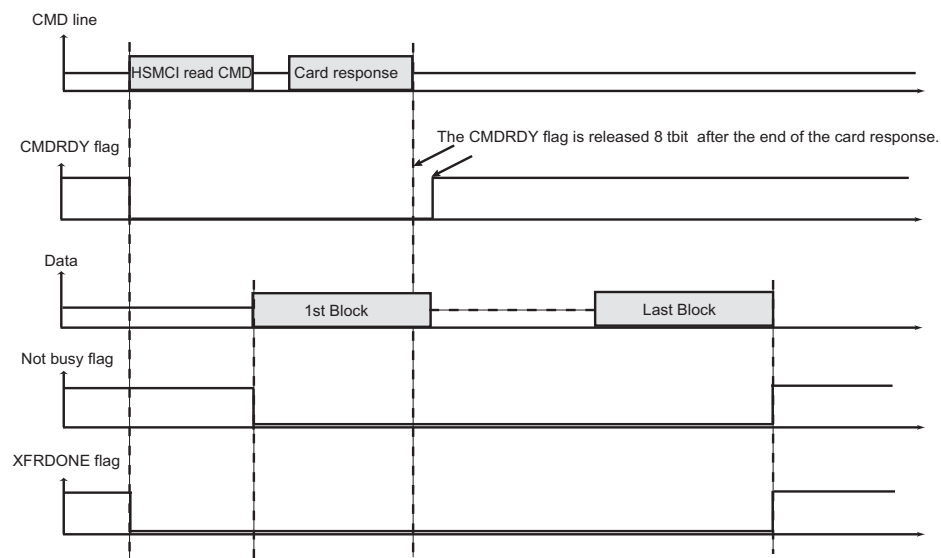 CMD line
HSMCI read CMD
Card response
CMDRDY flag
The CMDRDY flag is released 8 tbit after the end of the card response.
Data
1st Block
Last Block
Not busy flag
XFRDONE flag